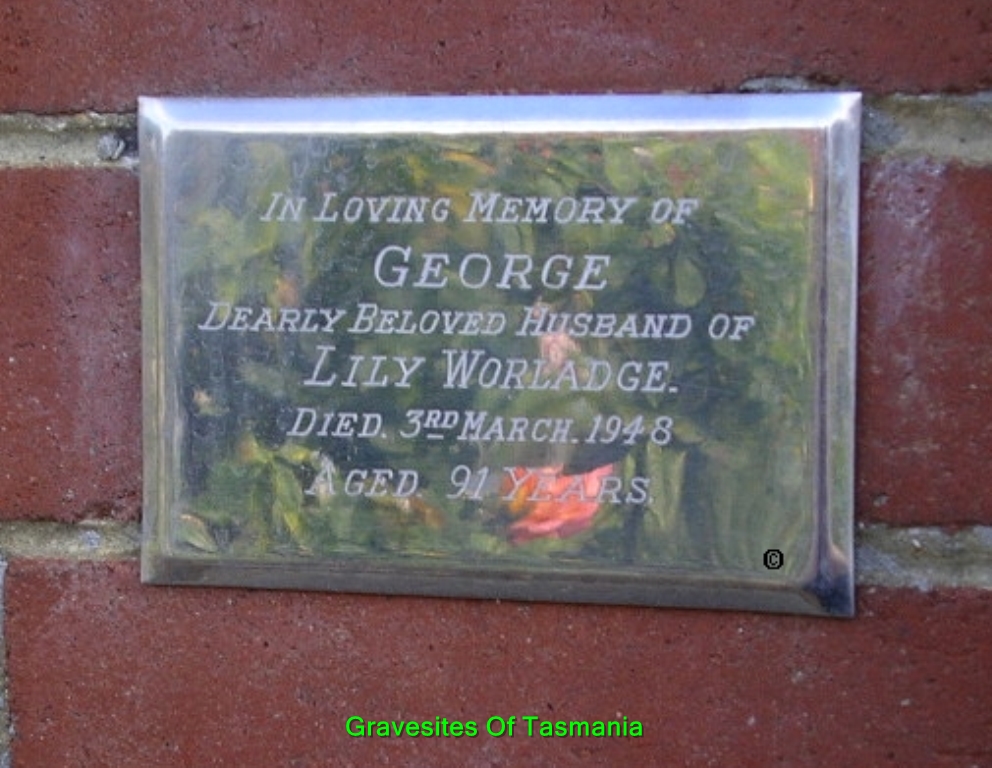 IN LOVING MEMORY OF
GEORGE
DEARLY BELOVED HUSBAND OF
LILY WORLADGE.
DIED. 3RD MARCH. 1948
AGED. 91 YEARS.
©
Gravesites Of Tasmania